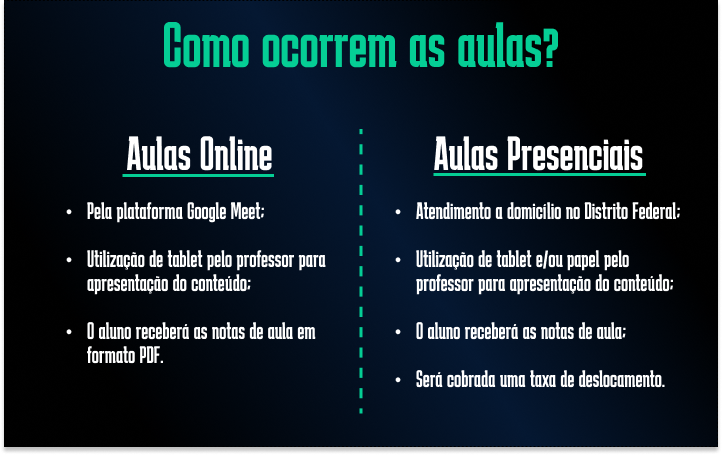 Como ocorrem as aulas?
Aulas Online
• Pela plataforma Google Meet;
• Utilização de tablet pelo professor para
apresentação do conteúdo;
• O aluno receberá as notas de aula em
formato PDF.
Aulas Presenciais
• Atendimento a domicílio no Distrito Federal;
• Utilização de tablet e/ou papel pelo
professor para apresentação do conteúdo;
• O aluno receberá as notas de aula;
• Será cobrada uma taxa de deslocamento.